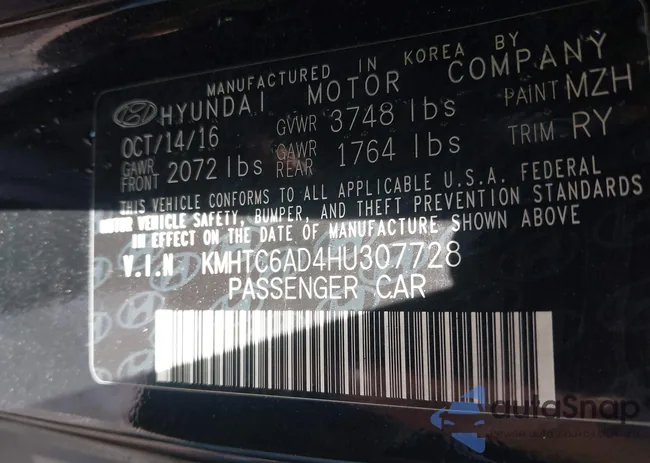 MANUFACTURED IN KOREA BY
HYUNDAI MOTOR COMPANY
OCT/14/16 GVWR 3748 lbs PAINT MZH
GAWR FRONT 2072 lbs GAWR REAR 1764 lbs TRIM RY
THIS VEHICLE CONFORMS TO ALL APPLICABLE U.S.A. FEDERAL
MOTOR VEHICLE SAFETY, BUMPER, AND THEFT PREVENTION STANDARDS
IN EFFECT ON THE DATE OF MANUFACTURE SHOWN ABOVE
V.I.N KMHTC6AD4HU307728
PASSENGER CAR
autoSnap